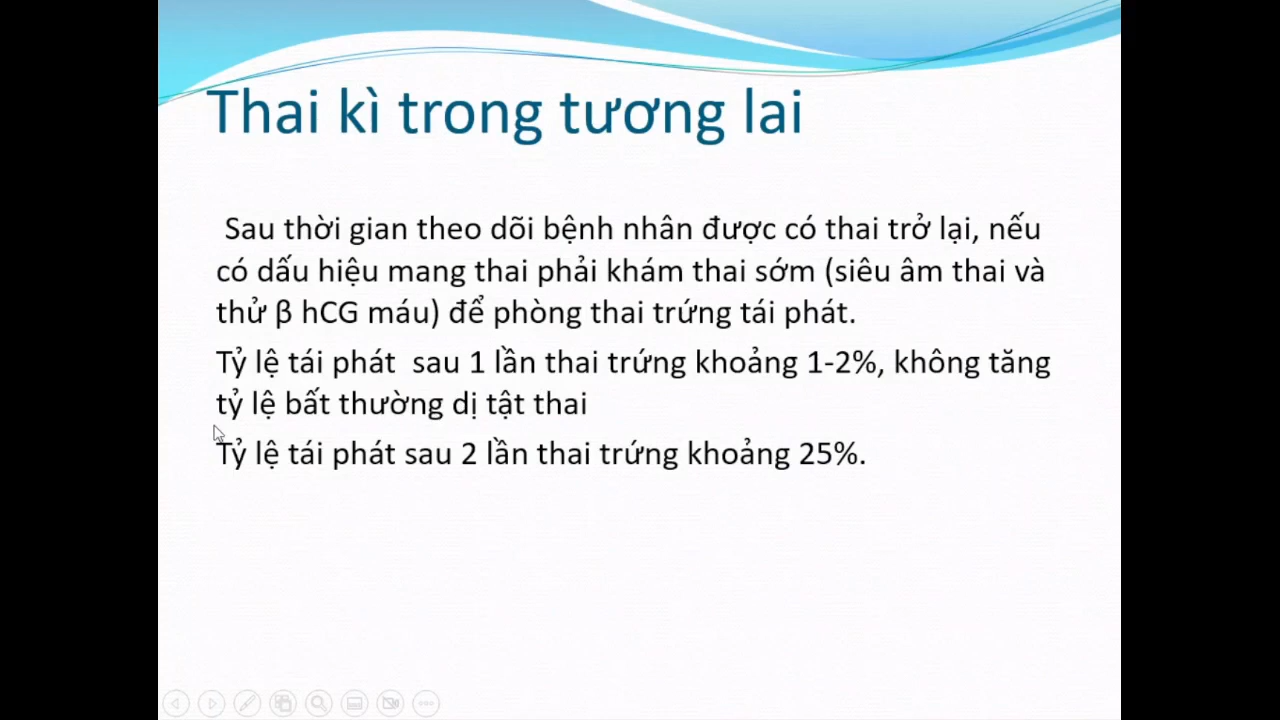 Thai kì trong tương lai
Sau thời gian theo dõi bệnh nhân được có thai trở lại, nếu
có dấu hiệu mang thai phải khám thai sớm (siêu âm thai và
thử β hCG máu) để phòng thai trứng tái phát.
Tỷ lệ tái phát  sau 1 lần thai trứng khoảng 1-2%, không tăng
tỷ lệ bất thường dị tật thai
Tỷ lệ tái phát sau 2 lần thai trứng khoảng 25%.